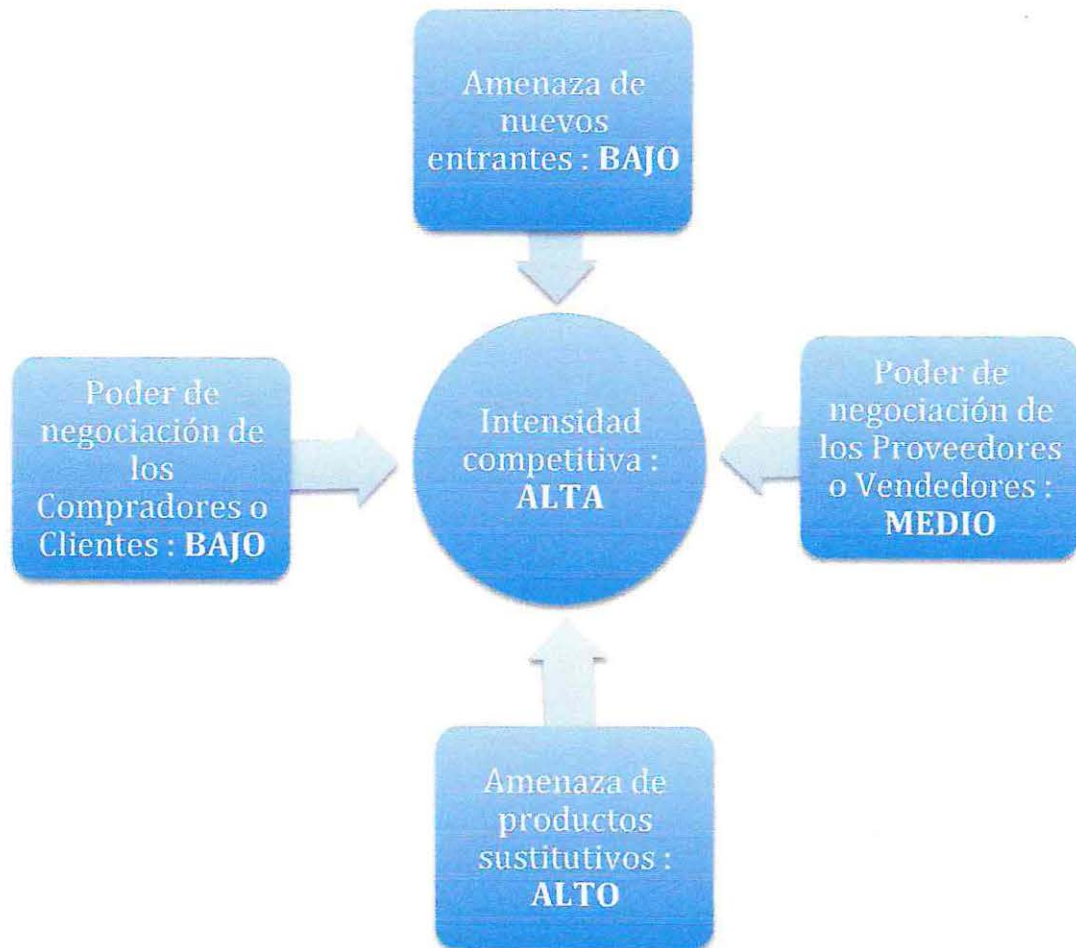 Amenaza de
nuevos
entrantes : BAJO
Poder de
negociación de
los
Compradores o
Clientes : BAJO
Intensidad
competitiva :
ALTA
Poder de
negociación de
los Proveedores
o Vendedores :
MEDIO
Amenaza de
productos
sustitutivos :
ALTO